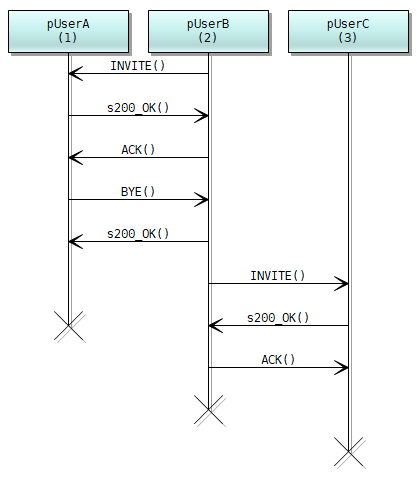 pUserA
(1)
pUserB
(2)
pUserC
(3)
INVITE()
s200_OK()
ACK()
BYE()
s200_OK()
INVITE()
s200_OK()
ACK()